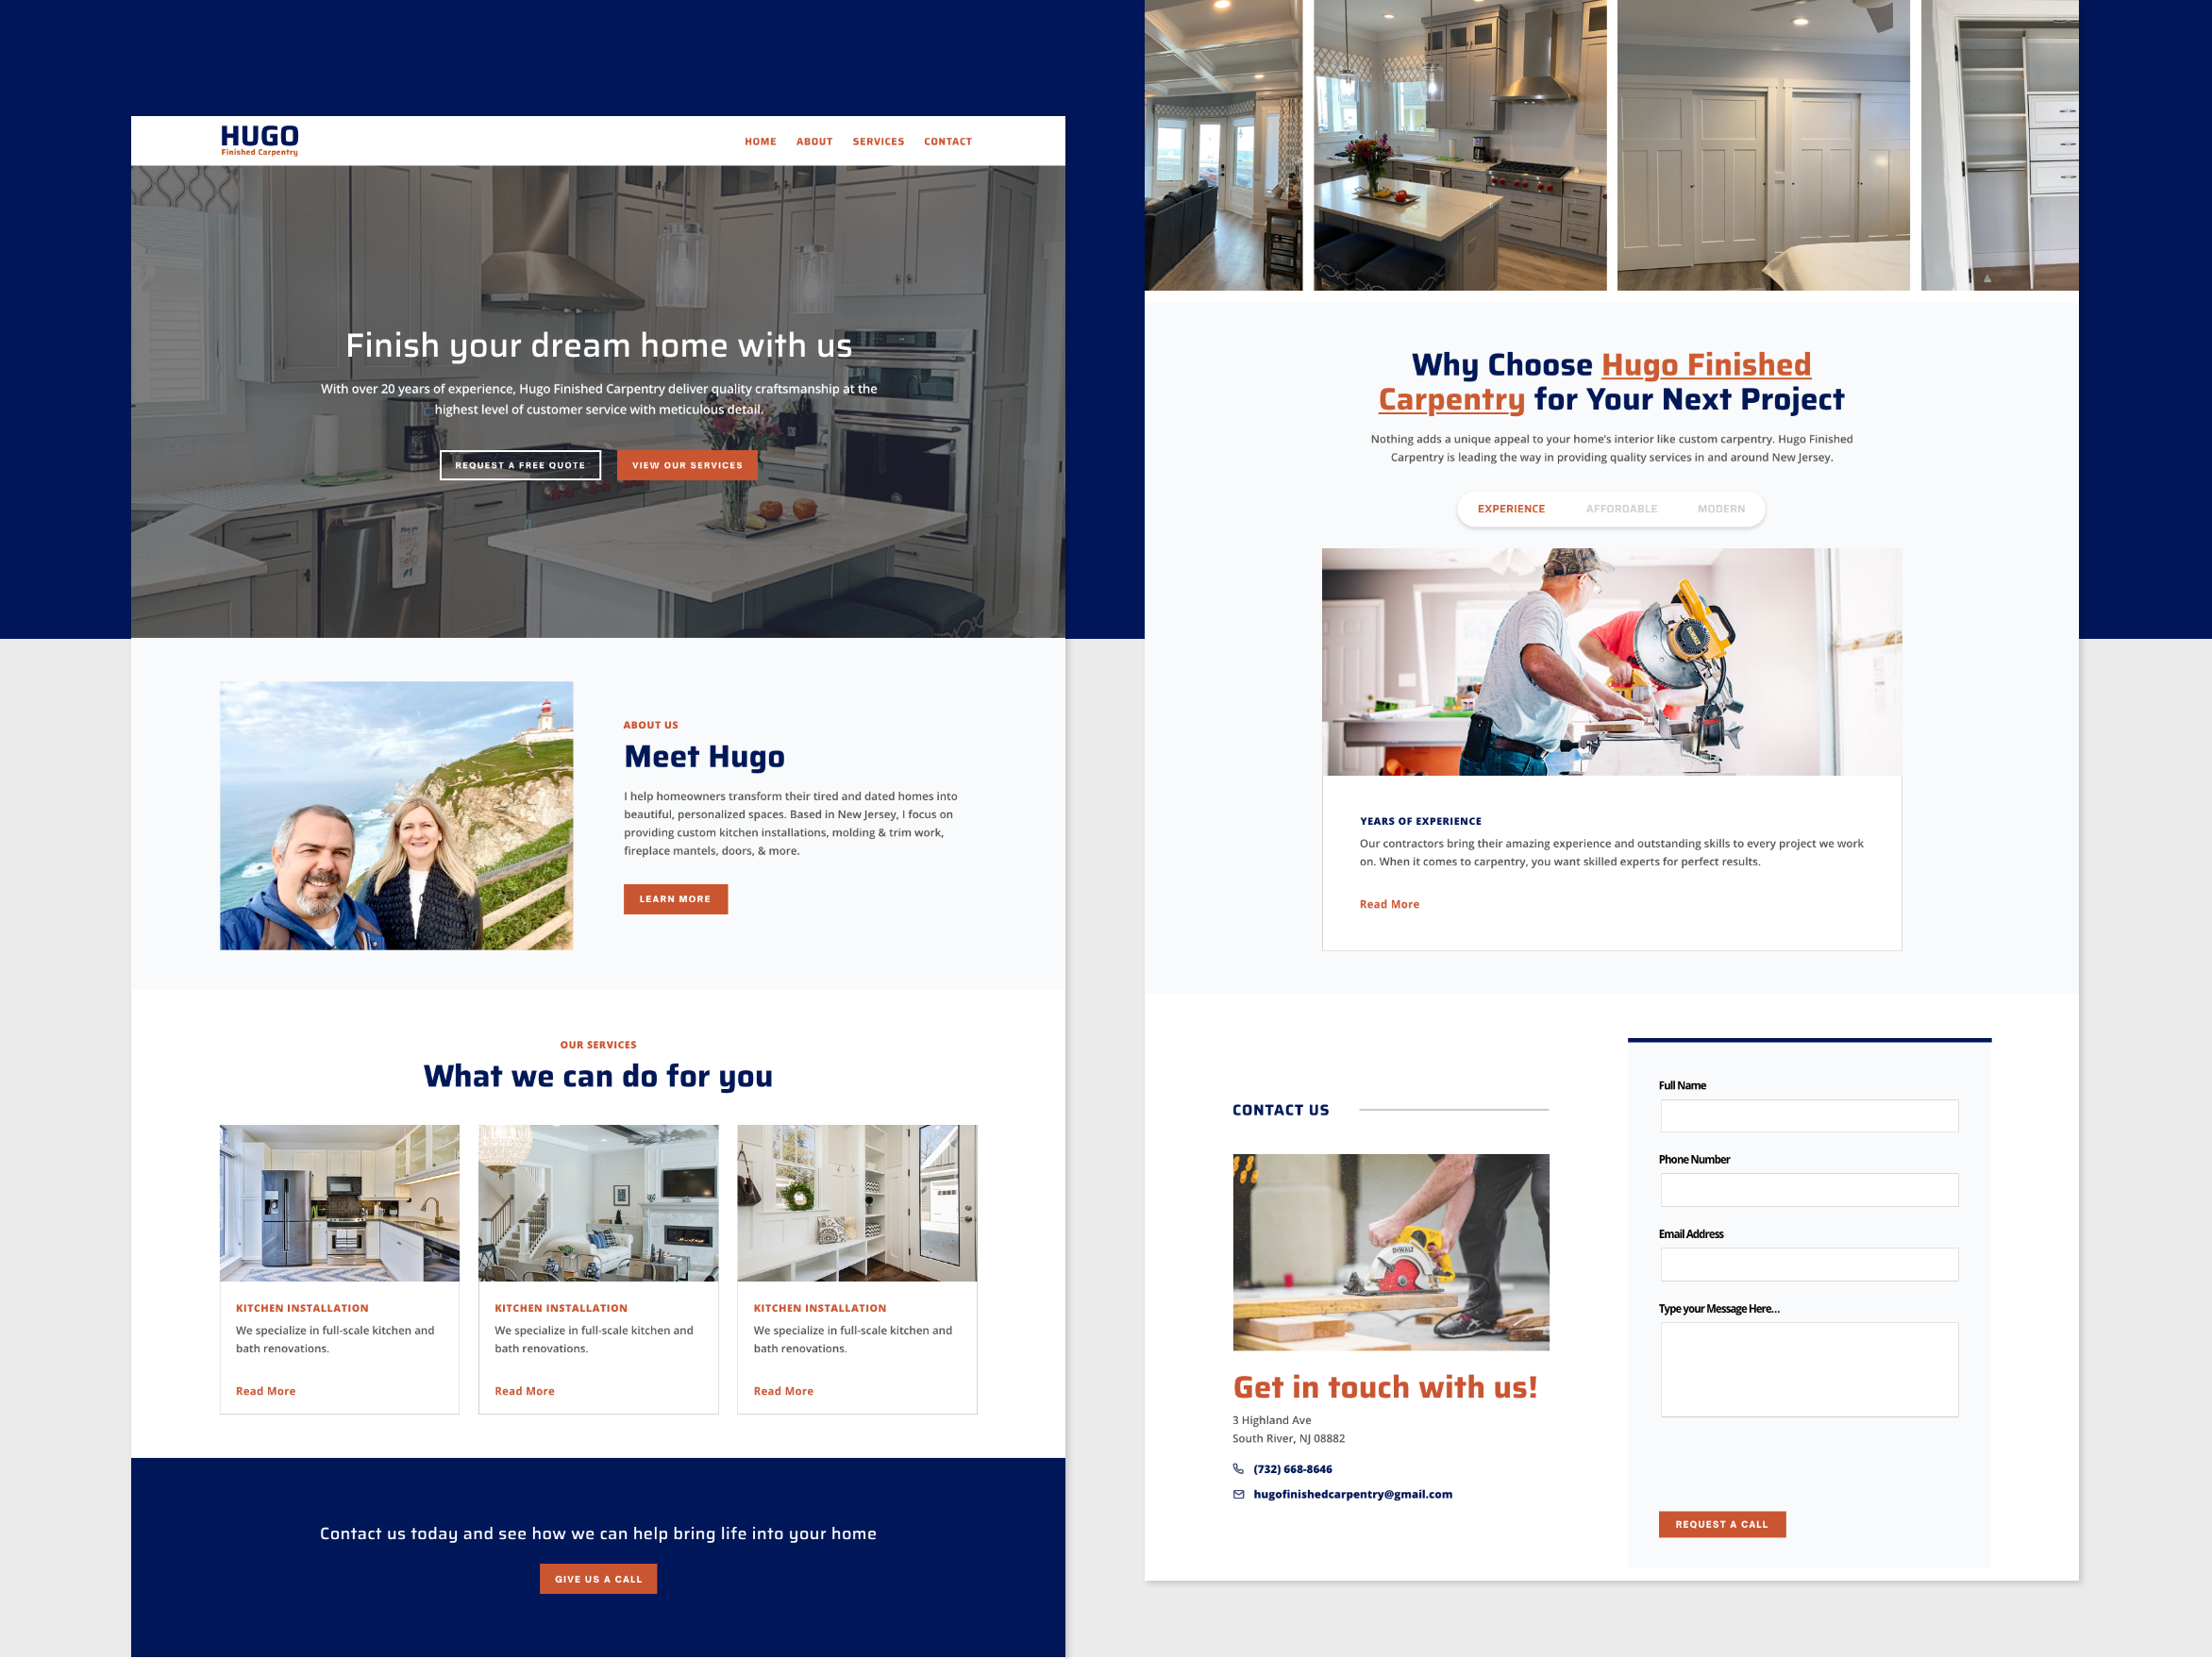 HUGO
Finished Carpentry
HOME ABOUT SERVICES CONTACT
Finish your dream home with us
With over 20 years of experience, Hugo Finished Carpentry deliver quality craftsmanship at the
highest level of customer service with meticulous detail.
REQUEST A FREE QUOTE
VIEW OUR SERVICES
ABOUT US
Meet Hugo
I help homeowners transform their tired and dated homes into
beautiful, personalized spaces. Based in New Jersey, I focus on
providing custom kitchen installations, molding & trim work,
fireplace mantels, doors, & more.
LEARN MORE
OUR SERVICES
What we can do for you
KITCHEN INSTALLATION
We specialize in full-scale kitchen and
bath renovations.
Read More
KITCHEN INSTALLATION
We specialize in full-scale kitchen and
bath renovations.
Read More
KITCHEN INSTALLATION
We specialize in full-scale kitchen and
bath renovations.
Read More
Contact us today and see how we can help bring life into your home
GIVE US A CALL
Why Choose Hugo Finished
Carpentry for Your Next Project
Nothing adds a unique appeal to your home's interior like custom carpentry. Hugo Finished
Carpentry is leading the way in providing quality services in and around New Jersey.
EXPERIENCE AFFORDABLE MODERN
DEWALT
YEARS OF EXPERIENCE
Our contractors bring their amazing experience and outstanding skills to every project we work
on. When it comes to carpentry, you want skilled experts for perfect results.
Read More
CONTACT US
DEWALT
Get in touch with us!
3 Highland Ave
South River, NJ 08882
(732) 668-8646
hugofinishedcarpentry@gmail.com
Full Name
Phone Number
Email Address
Type your Message Here...
REQUEST A CALL